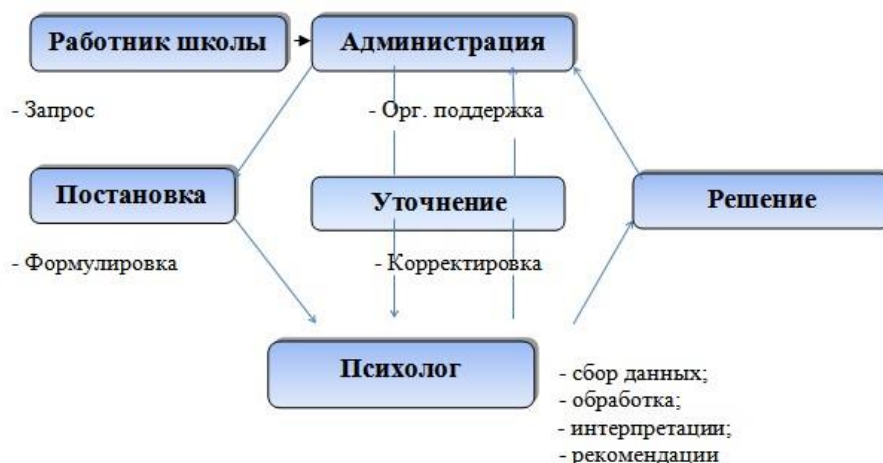 Работник школы
Администрация
- Запрос
- Орг. поддержка
Постановка
Уточнение
Решение
- Формулировка
- Корректировка
Психолог
- сбор данных;
- обработка;
- интерпретации;
- рекомендации